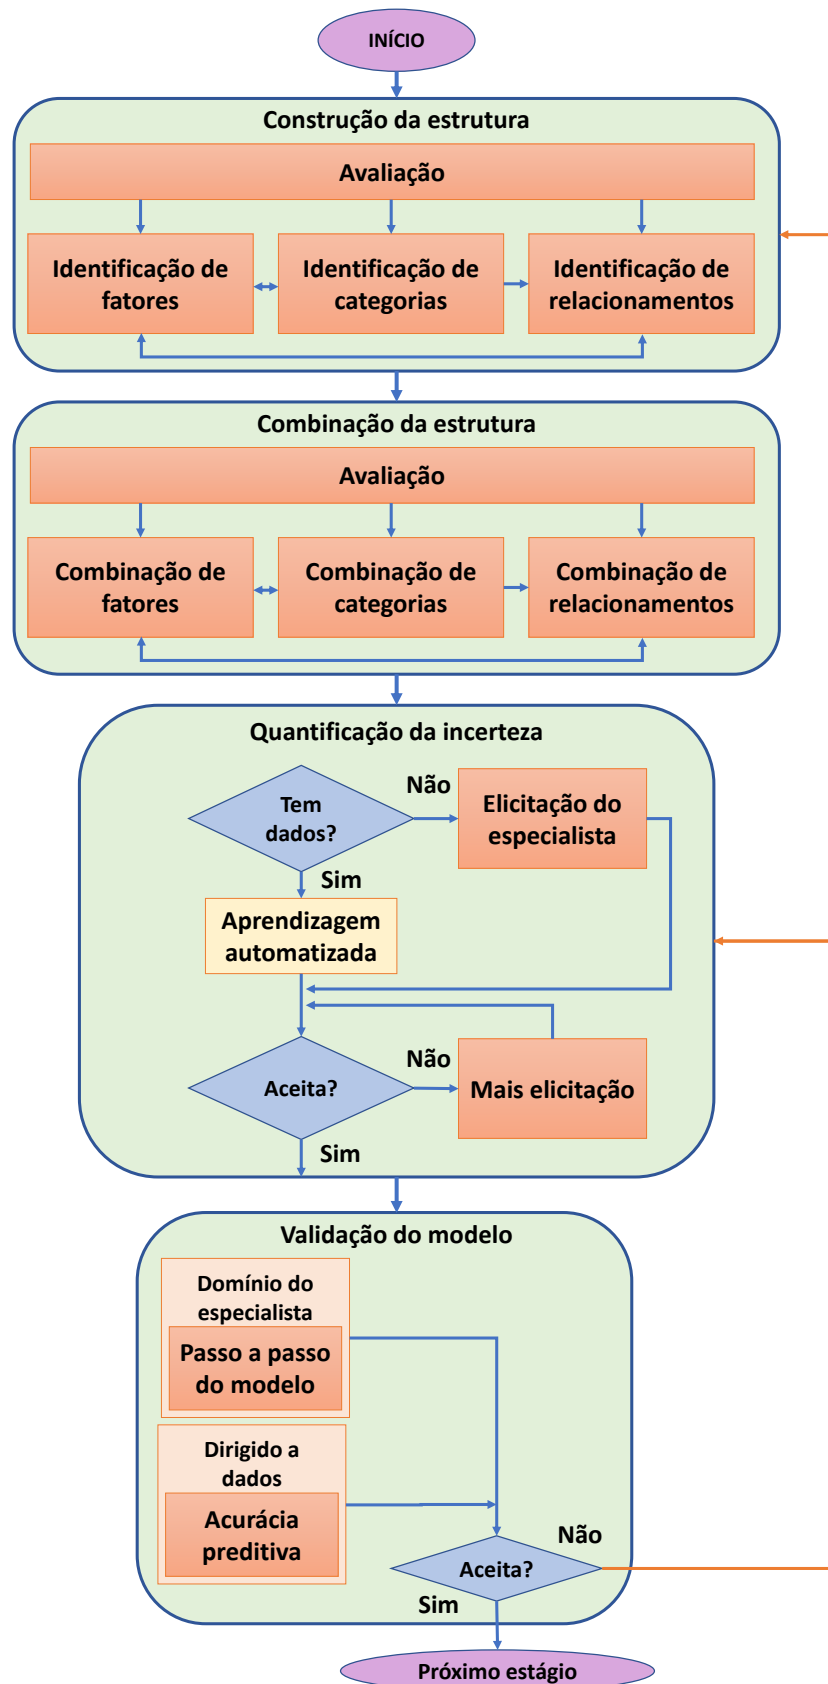 INÍCIO
Construção da estrutura
Avaliação
Identificação de
fatores
Identificação de
categorias
Identificação de
relacionamentos
Combinação da estrutura
Avaliação
Combinação de
fatores
Combinação de
categorias
Combinação de
relacionamentos
Quantificação da incerteza
Tem
dados?
Não
Elicitação do
especialista
Sim
Aprendizagem
automatizada
Aceita?
Não
Mais elicitação
Sim
Validação do modelo
Domínio do
especialista
Passo a passo
do modelo
Dirigido a
dados
Acurácia
preditiva
Aceita?
Não
Sim
Próximo estágio